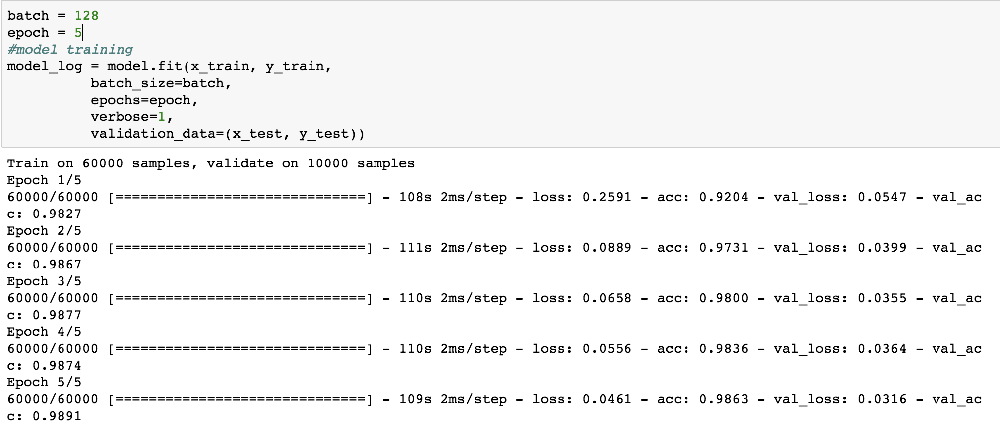 batch = 128
epoch = 5
#model training
model_log = model.fit(x_train, y_train,
          batch_size=batch,
          epochs=epoch,
          verbose=1,
          validation_data=(x_test, y_test))
Train on 60000 samples, validate on 10000 samples
Epoch 1/5
60000/60000 [==============================] - 108s 2ms/step - loss: 0.2591 - acc: 0.9204 - val_loss: 0.0547 - val_ac
c: 0.9827
Epoch 2/5
60000/60000 [==============================] - 111s 2ms/step - loss: 0.0889 - acc: 0.9731 - val_loss: 0.0399 - val_ac
c: 0.9867
Epoch 3/5
60000/60000 [==============================] - 110s 2ms/step - loss: 0.0658 - acc: 0.9800 - val_loss: 0.0355 - val_ac
c: 0.9877
Epoch 4/5
60000/60000 [==============================] - 110s 2ms/step - loss: 0.0556 - acc: 0.9836 - val_loss: 0.0364 - val_ac
c: 0.9874
Epoch 5/5
60000/60000 [==============================] - 109s 2ms/step - loss: 0.0461 - acc: 0.9863 - val_loss: 0.0316 - val_ac
c: 0.9891